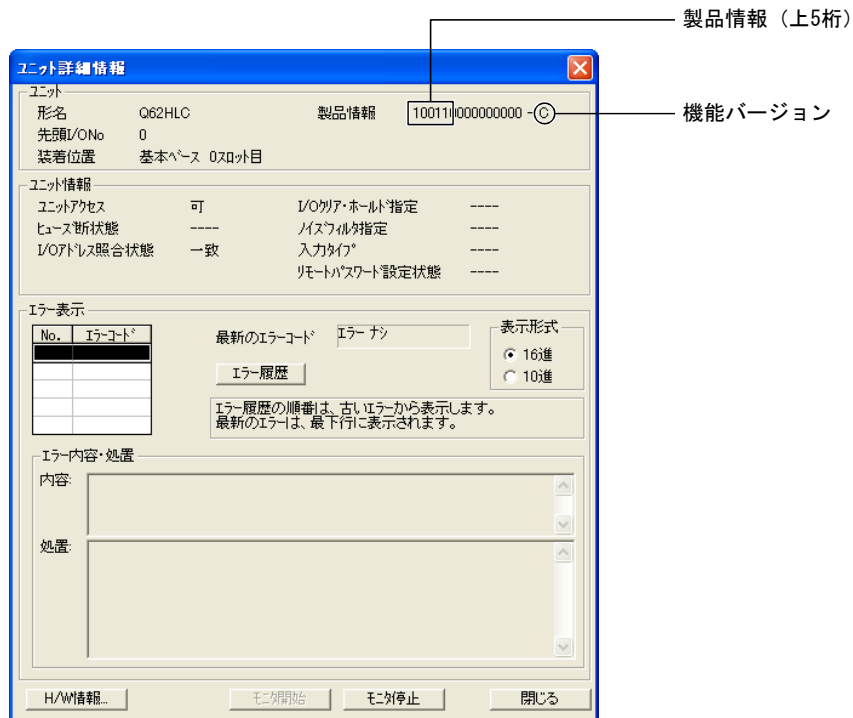 製品情報（上5桁）
ユニット詳細情報
ユニット
形名 Q62HLC 製品情報 100110000000000 -C 機能バージョン
先頭I/ONo 0
装着位置 基本ベース 0スロット目
ユニット情報
ユニットアクセス 可 I/Oクリア・ホールド指定 ----
ヒューズ断状態 ---- ノイズフィルタ指定 ----
I/Oアドレス照合状態 一致 入力タイプ ----
リモートパスワード設定状態 ----
エラー表示
No. エラーコード 最新のエラーコード エラー ナシ 表示形式
16進
エラー履歴 10進
エラー履歴の順番は、古いエラーから表示します。
最新のエラーは、最下行に表示されます。
エラー内容・処置
内容:
処置:
H/W情報... モニタ開始 モニタ停止 閉じる